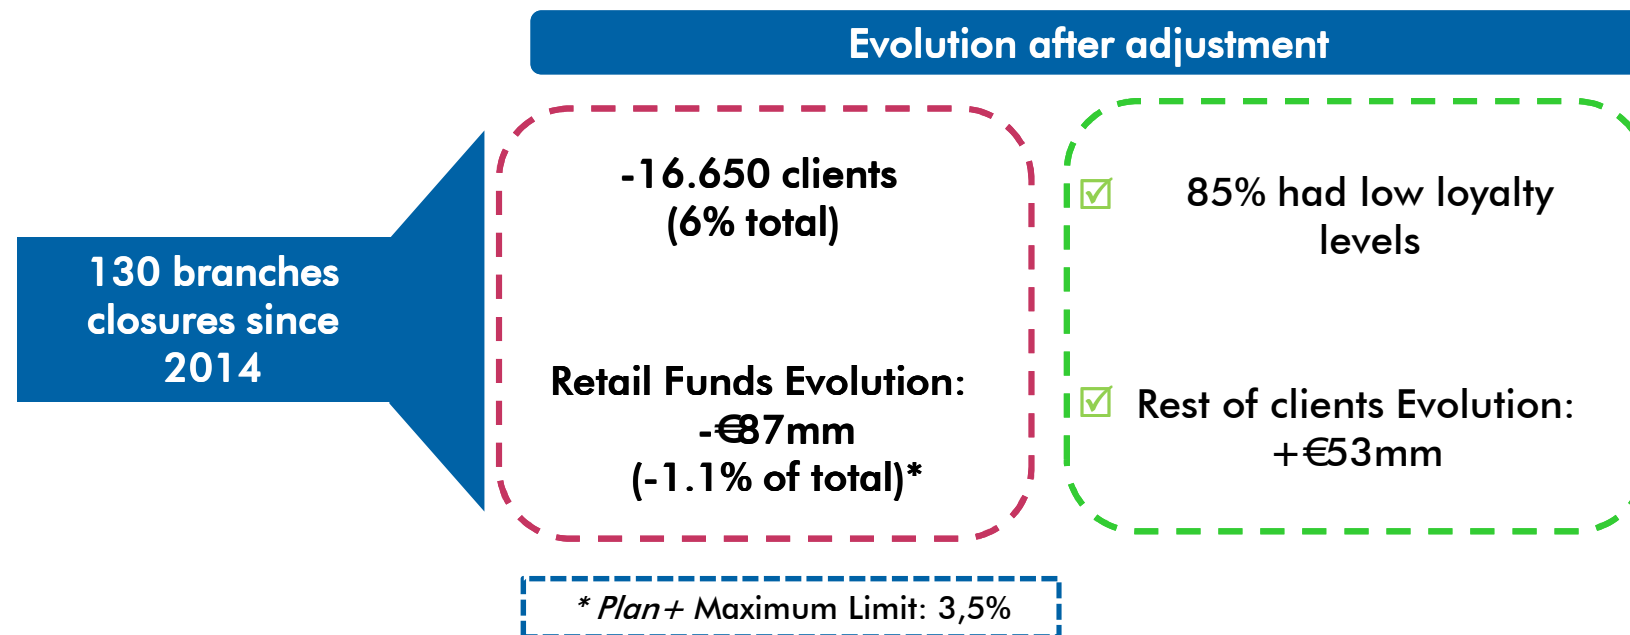 Evolution after adjustment
130 branches
closures since
2014
-16.650 clients
(6% total)
Retail Funds Evolution:
-€87mm
(-1.1% of total)*
85% had low loyalty
levels
Rest of clients Evolution:
+€53mm
* Plan+ Maximum Limit: 3,5%